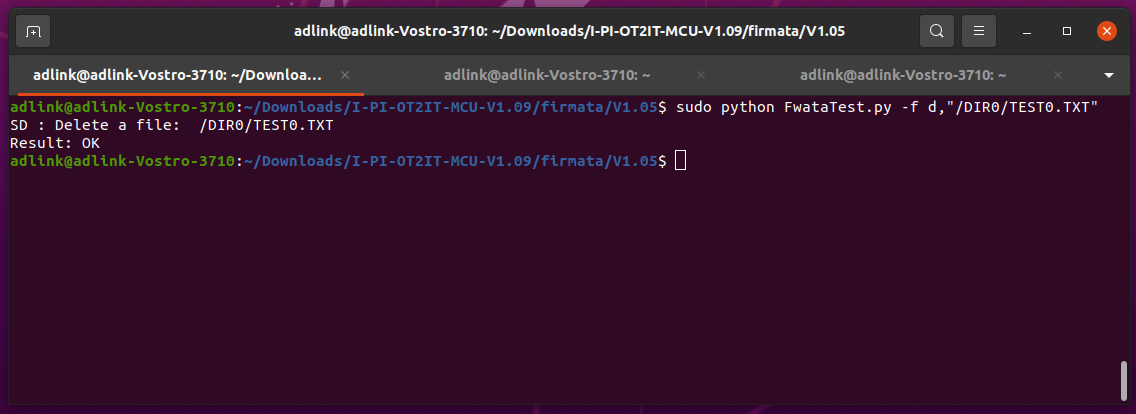 adlink@adlink-Vostro-3710: ~/Downloads/I-PI-OT2IT-MCU-V1.09/firmata/V1.05
adlink@adlink-Vostro-3710: ~/Downloa...
adlink@adlink-Vostro-3710: ~
adlink@adlink-Vostro-3710: ~
adlink@adlink-Vostro-3710:~/Downloads/I-PI-OT2IT-MCU-V1.09/firmata/V1.05$ sudo python FwataTest.py -f d,"/DIR0/TEST0.TXT"
SD : Delete a file:  /DIR0/TEST0.TXT
Result: OK
adlink@adlink-Vostro-3710:~/Downloads/I-PI-OT2IT-MCU-V1.09/firmata/V1.05$